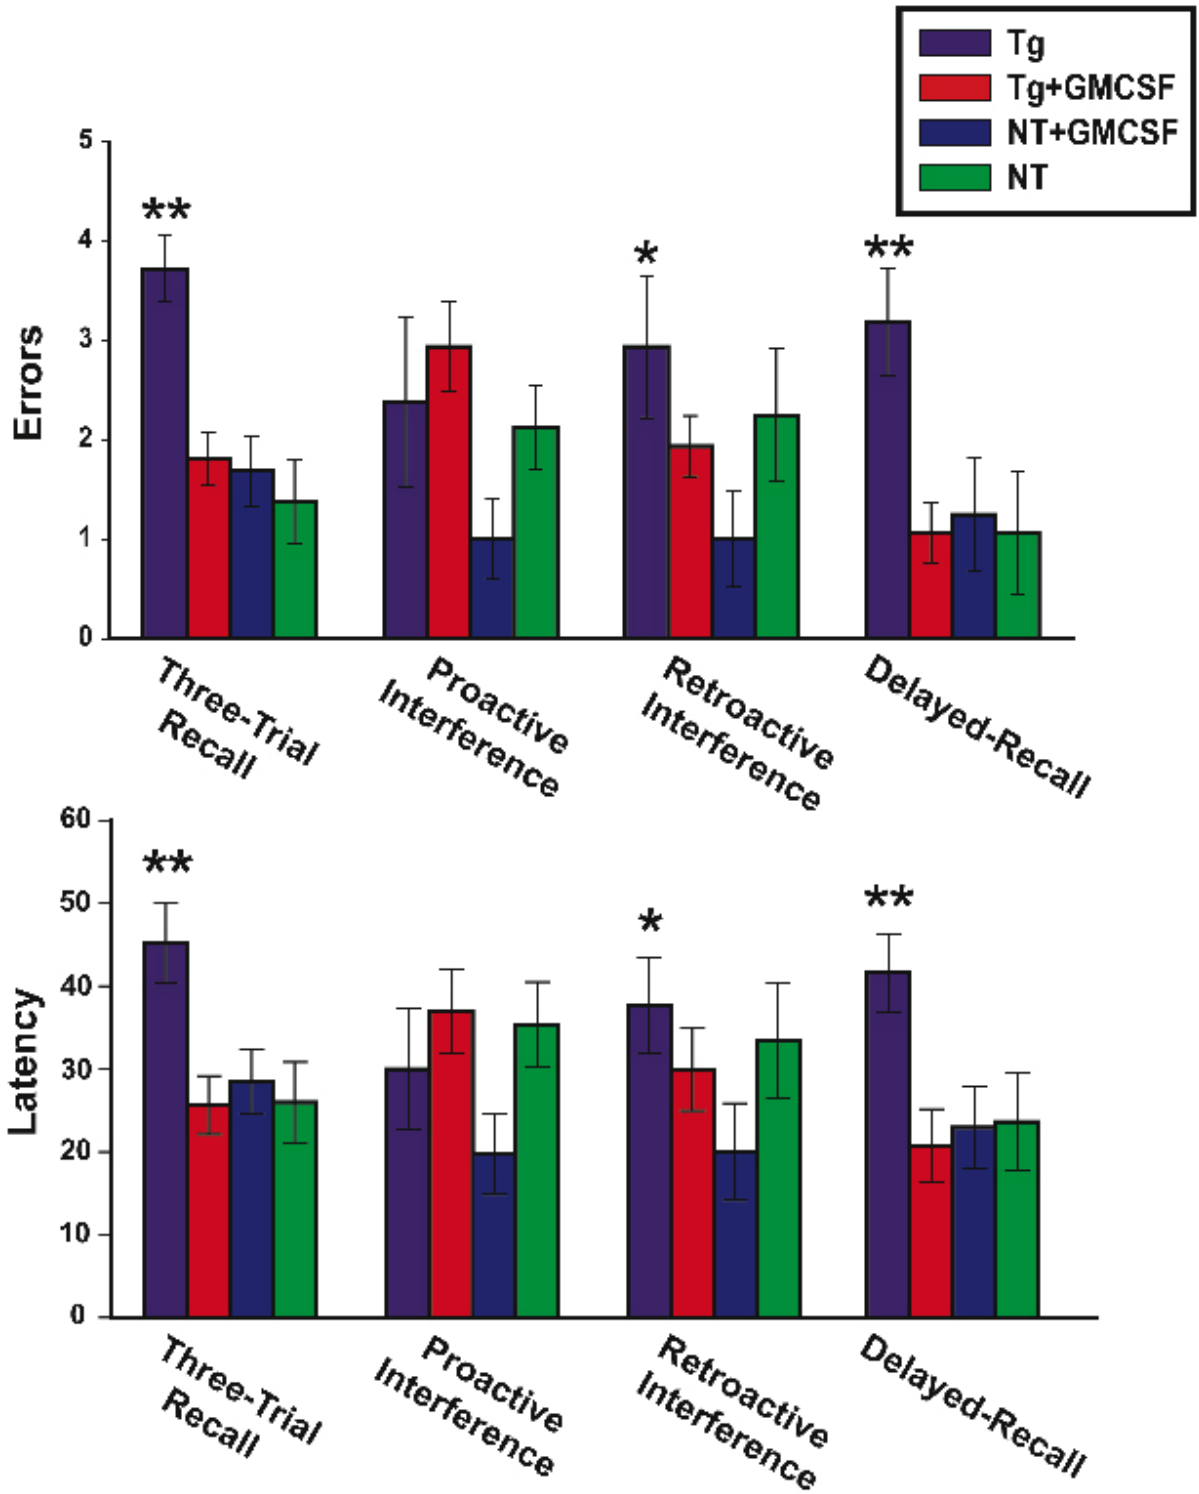 Tg
Tg+GMCSF
NT+GMCSF
NT
Errors
5
4
3
2
1
0
**
*
**
Three-Trial
Recall
Proactive
Interference
Retroactive
Interference
Delayed-Recall
Latency
60
50
40
30
20
10
0
**
*
**
Three-Trial
Recall
Proactive
Interference
Retroactive
Interference
Delayed-Recall